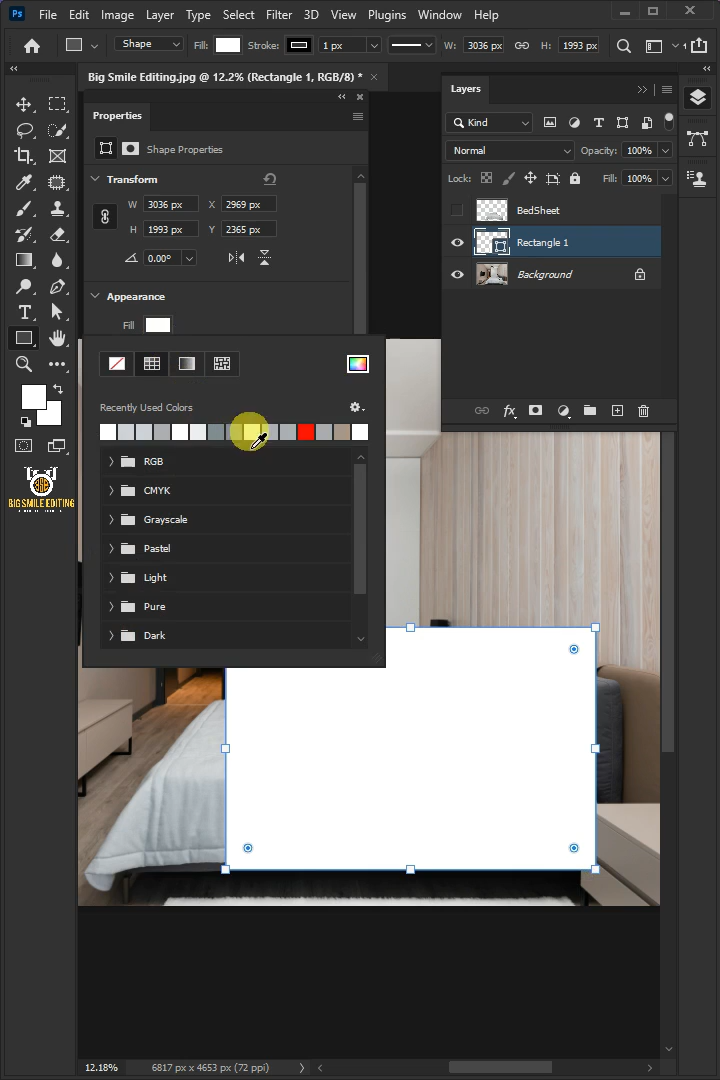 Ps File Edit Image Layer Type Select Filter 3D View Plugins Window Help
Shape Fill: Stroke: 1 px W: 3036 px H: 1993 px
Big Smile Editing.jpg @ 12.2% (Rectangle 1, RGB/8) *
Properties
Shape Properties
Transform
W 3036 px X 2969 px
H 1993 px Y 2365 px
0.00°
Appearance
Fill
Recently Used Colors
RGB
CMYK
Grayscale
Pastel
Light
Pure
Dark
Layers
Kind
Normal Opacity: 100%
Lock: Fill: 100%
BedSheet
Rectangle 1
Background
fx
BIG SMILE EDITING
12.18% 6817 px x 4653 px (72 ppi)